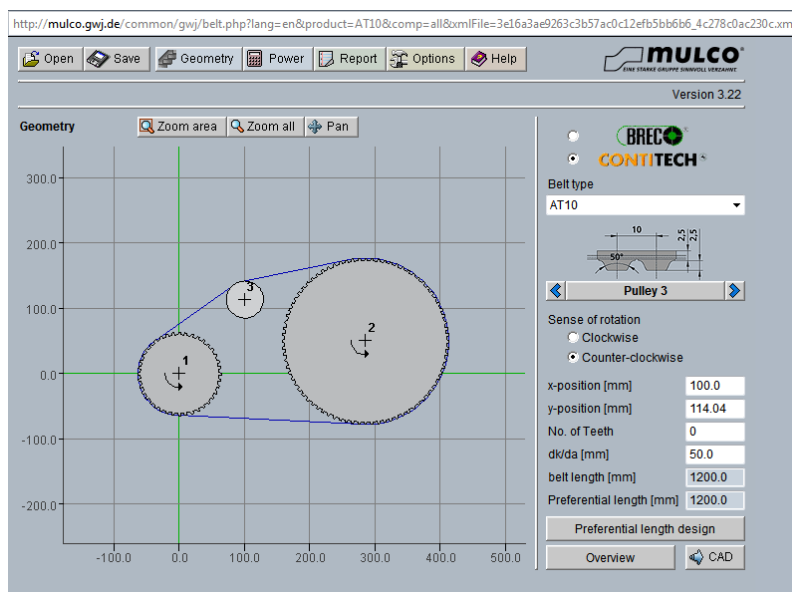 http://mulco.gwj.de/common/gwj/belt.php?lang=en&product=AT10&comp=all&xmlFile=3e16a3ae9263c3b57ac0c12efb5bb6b6_4c278c0ac230c.xm
Open Save Geometry Power Report Options Help
mulco
EINE STARKE GRUPPE SINNVOLL VERZAHNT.
Version 3.22
Geometry Zoom area Zoom all Pan
BRECO
CONTITECH
Belt type
AT10
10
2,5 2,5
50°
Pulley 3
Sense of rotation
Clockwise
Counter-clockwise
x-position [mm] 100.0
y-position [mm] 114.04
No. of Teeth 0
dk/da [mm] 50.0
belt length [mm] 1200.0
Preferential length [mm] 1200.0
Preferential length design
Overview CAD
300.0
200.0
100.0
0.0
-100.0
-200.0
3
2
1
-100.0 0.0 100.0 200.0 300.0 400.0 500.0